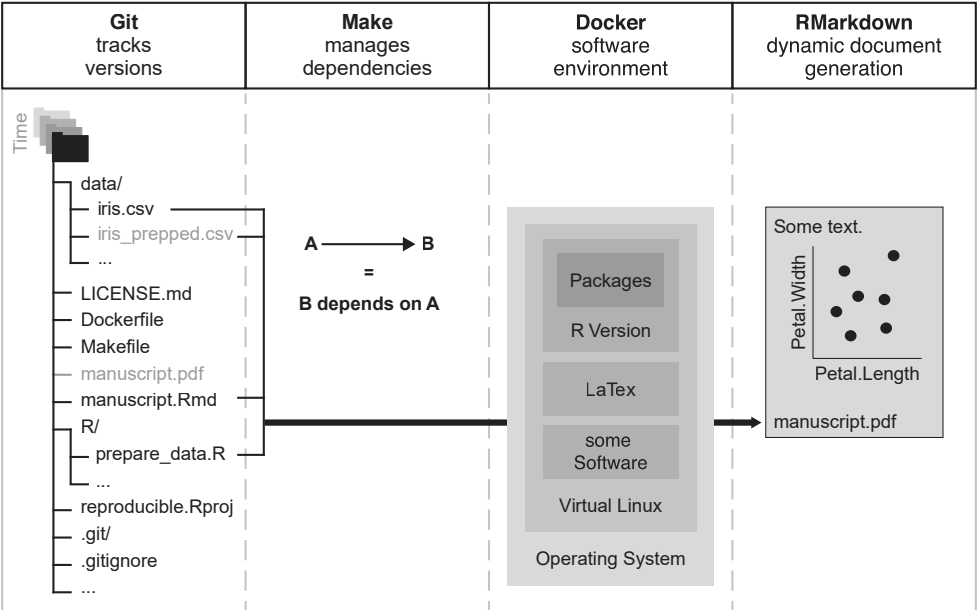 Git
tracks
versions
Make
manages
dependencies
Docker
software
environment
RMarkdown
dynamic document
generation
Time
data/
iris.csv
iris_prepped.csv
...
LICENSE.md
Dockerfile
Makefile
manuscript.pdf
manuscript.Rmd
R/
prepare_data.R
...
reproducible.Rproj
.git/
.gitignore
...
A B
=
B depends on A
Packages
R Version
LaTex
some
Software
Virtual Linux
Operating System
Some text.
Petal.Width
Petal.Length
manuscript.pdf